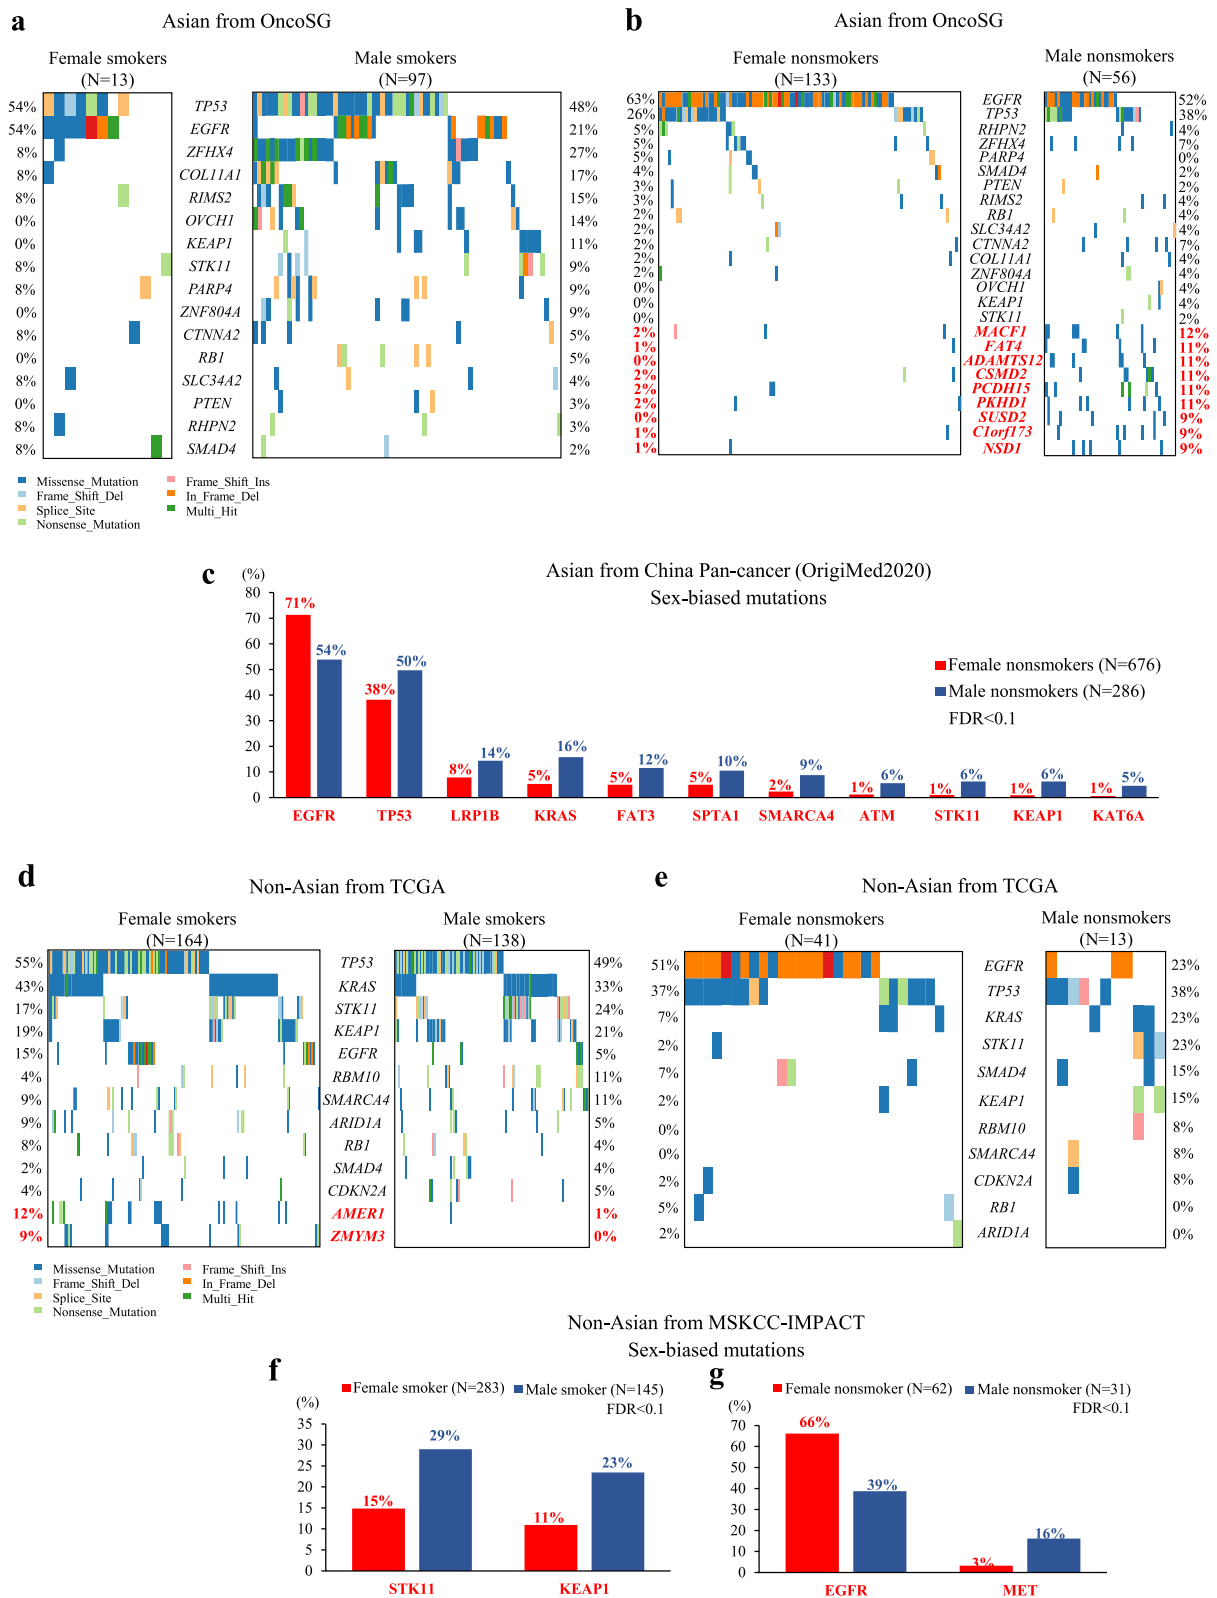 a
Asian from OncoSG
Female smokers
(N=13)
Male smokers
(N=97)
54% TP53 48%
54% EGFR 21%
8% ZFHX4 27%
8% COL11A1 17%
8% RIMS2 15%
0% OVCH1 14%
0% KEAP1 11%
8% STK11 9%
8% PARP4 9%
0% ZNF804A 9%
8% CTNNA2 5%
0% RB1 5%
8% SLC34A2 4%
0% PTEN 3%
8% RHPN2 3%
8% SMAD4 2%
Missense_Mutation
Frame_Shift_Del
Splice_Site
Nonsense_Mutation
Frame_Shift_Ins
In_Frame_Del
Multi_Hit
b
Asian from OncoSG
Female nonsmokers
(N=133)
Male nonsmokers
(N=56)
63% EGFR 52%
26% TP53 38%
5% RHPN2 4%
5% ZFHX4 7%
5% PARP4 0%
4% SMAD4 2%
3% PTEN 2%
3% RIMS2 4%
2% RB1 4%
2% SLC34A2 4%
2% CTNNA2 7%
2% COL11A1 4%
2% ZNF804A 4%
0% OVCH1 4%
0% KEAP1 4%
0% STK11 2%
2% MACF1 12%
1% FAT4 11%
0% ADAMTS12 11%
2% CSMD2 11%
2% PCDH15 11%
2% PKHD1 11%
0% SUSD2 9%
1% C1orf173 9%
1% NSD1 9%
c
(%)
Asian from China Pan-cancer (OrigiMed2020)
Sex-biased mutations
80
70
60
50
40
30
20
10
0
71% 54%
38% 50%
8% 14%
5% 16%
5% 12%
5% 10%
2% 9%
1% 6%
1% 6%
1% 6%
1% 5%
Female nonsmokers (N=676)
Male nonsmokers (N=286)
FDR<0.1
EGFR TP53 LRP1B KRAS FAT3 SPTA1 SMARCA4 ATM STK11 KEAP1 KAT6A
d
Non-Asian from TCGA
Female smokers
(N=164)
Male smokers
(N=138)
55% TP53 49%
43% KRAS 33%
17% STK11 24%
19% KEAP1 21%
15% EGFR 5%
4% RBM10 11%
9% SMARCA4 11%
9% ARID1A 5%
8% RB1 4%
2% SMAD4 4%
4% CDKN2A 5%
12% AMER1 1%
9% ZMYM3 0%
Missense_Mutation
Frame_Shift_Del
Splice_Site
Nonsense_Mutation
Frame_Shift_Ins
In_Frame_Del
Multi_Hit
e
Non-Asian from TCGA
Female nonsmokers
(N=41)
Male nonsmokers
(N=13)
51% EGFR 23%
37% TP53 38%
7% KRAS 23%
2% STK11 23%
7% SMAD4 15%
2% KEAP1 15%
0% RBM10 8%
0% SMARCA4 8%
2% CDKN2A 8%
5% RB1 0%
2% ARID1A 0%
Non-Asian from MSKCC-IMPACT
Sex-biased mutations
f
Female smoker (N=283)
Male smoker (N=145)
FDR<0.1
(%)
35
30
25
20
15
10
5
0
15% 29%
11% 23%
STK11 KEAP1
g
Female nonsmoker (N=62)
Male nonsmoker (N=31)
FDR<0.1
(%)
70
60
50
40
30
20
10
0
66% 39%
3% 16%
EGFR MET